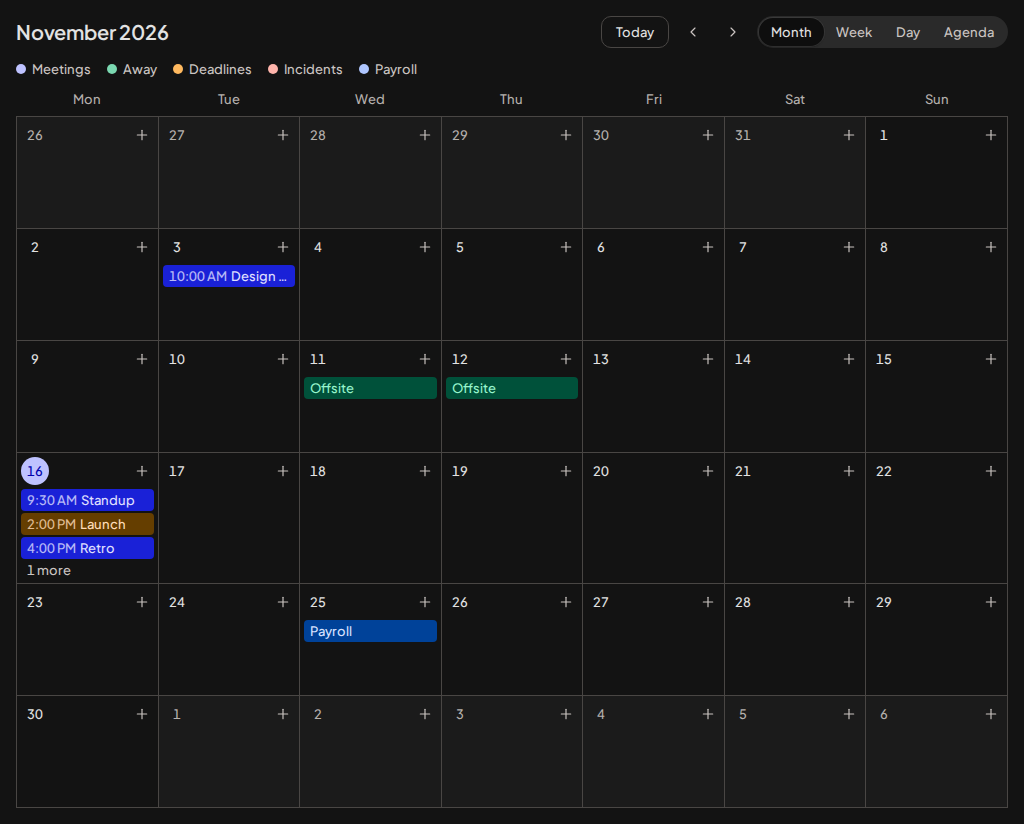 November 2026
Today
Month Week Day Agenda
Meetings Away Deadlines Incidents Payroll
Mon Tue Wed Thu Fri Sat Sun
26 27 28 29 30 31 1
2 3 4 5 6 7 8
10:00 AM Design …
9 10 11 12 13 14 15
Offsite Offsite
16 17 18 19 20 21 22
9:30 AM Standup
2:00 PM Launch
4:00 PM Retro
1 more
23 24 25 26 27 28 29
Payroll
30 1 2 3 4 5 6